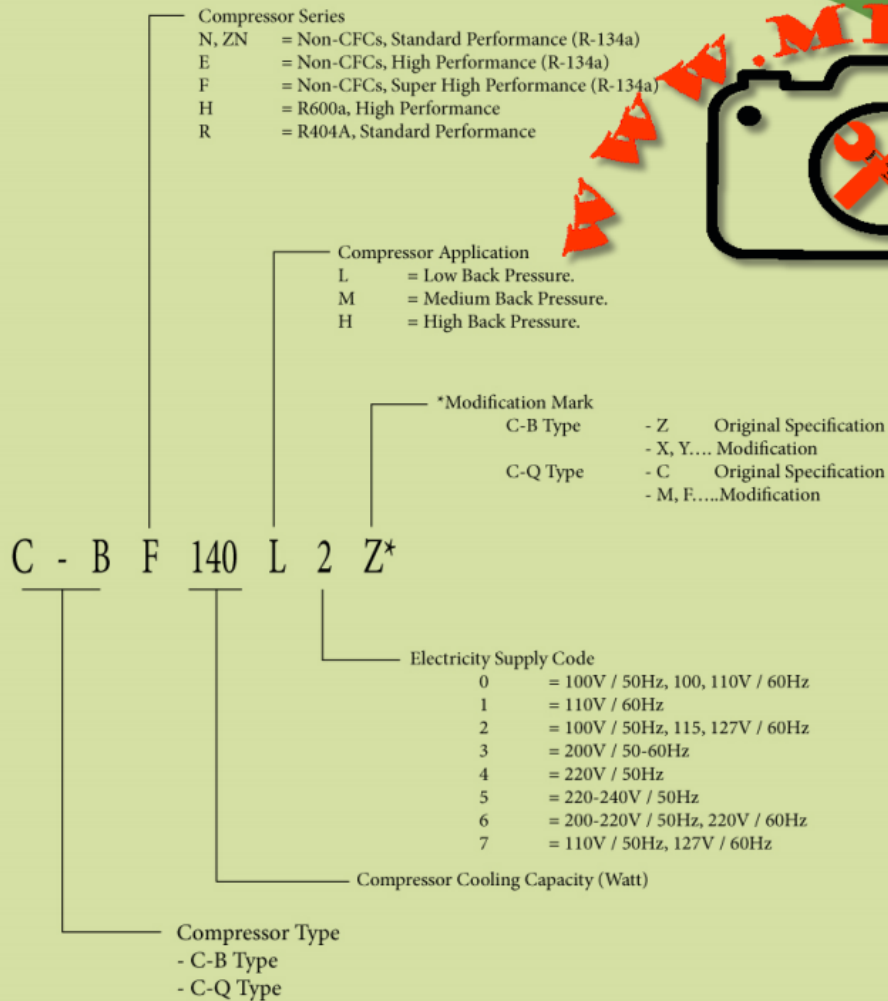 Compressor Series
N, ZN = Non-CFCs, Standard Performance (R-134a)
E = Non-CFCs, High Performance (R-134a)
F = Non-CFCs, Super High Performance (R-134a)
H = R600a, High Performance
R = R404A, Standard Performance
WWW.M
Compressor Application
L = Low Back Pressure.
M = Medium Back Pressure.
H = High Back Pressure.
*Modification Mark
C-B Type - Z Original Specification
- X, Y.... Modification
C-Q Type - C Original Specification
- M, F.....Modification
C - B F 140 L 2 Z*
Electricity Supply Code
0 = 100V / 50Hz, 100, 110V / 60Hz
1 = 110V / 60Hz
2 = 100V / 50Hz, 115, 127V / 60Hz
3 = 200V / 50-60Hz
4 = 220V / 50Hz
5 = 220-240V / 50Hz
6 = 200-220V / 50Hz, 220V / 60Hz
7 = 110V / 50Hz, 127V / 60Hz
Compressor Cooling Capacity (Watt)
Compressor Type
- C-B Type
- C-Q Type